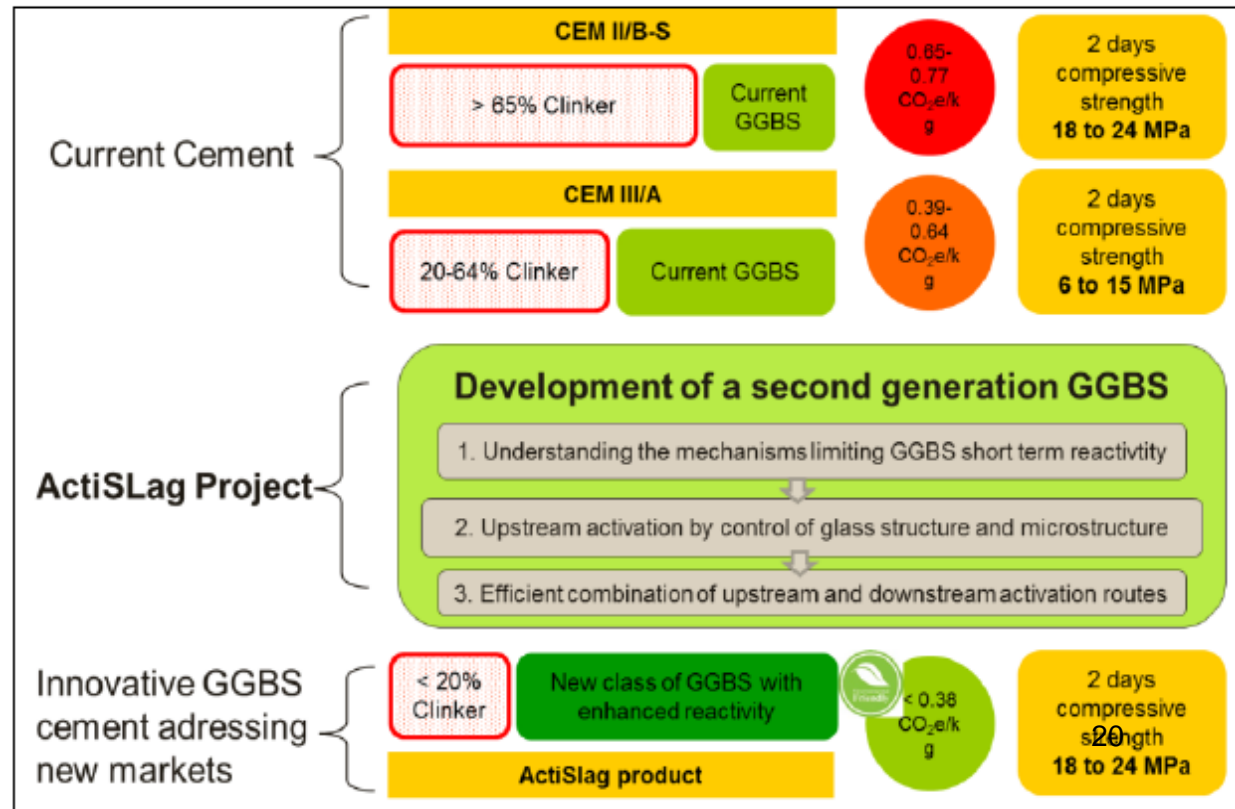 CEM II/B-S
> 65% Clinker
Current
GGBS
0.65-
0.77
CO₂e/k
g
2 days
compressive
strength
18 to 24 MPa
Current Cement
CEM III/A
20-64% Clinker
Current GGBS
0.39-
0.64
CO₂e/k
g
2 days
compressive
strength
6 to 15 MPa
ActiSLag Project
Development of a second generation GGBS
1. Understanding the mechanisms limiting GGBS short term reactivtity
2. Upstream activation by control of glass structure and microstructure
3. Efficient combination of upstream and downstream activation routes
Innovative GGBS
cement adressing
new markets
< 20%
Clinker
New class of GGBS with
enhanced reactivity
Friendly
< 0.38
CO₂e/k
g
2 days
compressive
strength
20
18 to 24 MPa
ActiSlag product